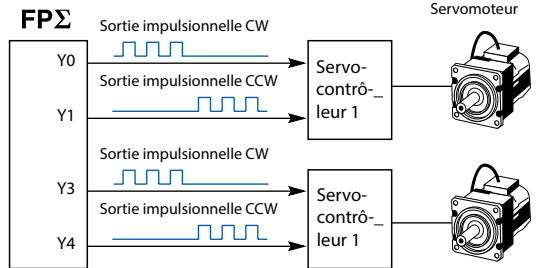 Servomoteur
FPΣ
Sortie impulsionnelle CW
Y0
Sortie impulsionnelle CCW
Y1
Servo-
contrô-_
leur 1
Sortie impulsionnelle CW
Y3
Sortie impulsionnelle CCW
Y4
Servo-
contrô-_
leur 1